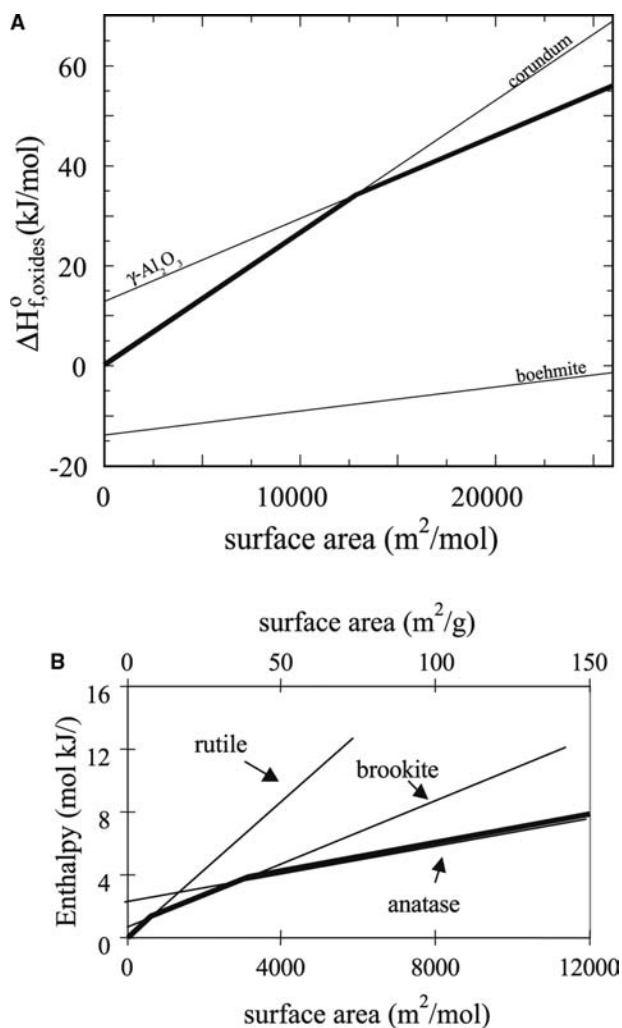 A
60
40
20
0
-20
ΔH°f,oxides (kJ/mol)
corundum
γ-Al2O3
boehmite
0 10000 20000
surface area (m²/mol)
surface area (m²/g)
B
0 50 100 150
16
12
8
4
0
Enthalpy (mol kJ/)
rutile
brookite
anatase
0 4000 8000 12000
surface area (m²/mol)